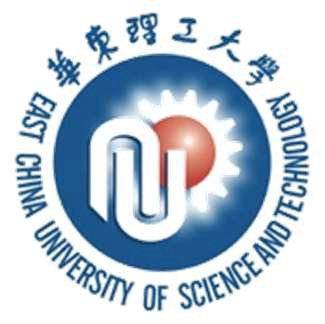 華東理工大學
EAST CHINA UNIVERSITY OF SCIENCE AND TECHNOLOGY